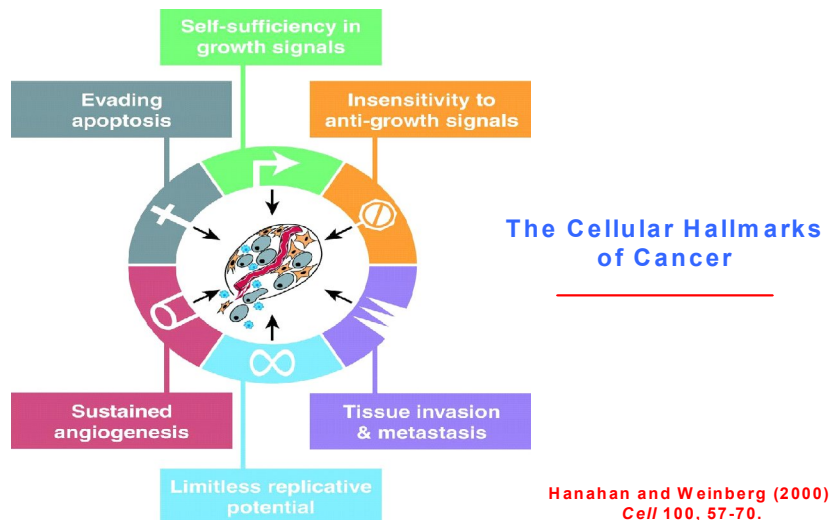 Self-sufficiency in
growth signals
Evading
apoptosis
Insensitivity to
anti-growth signals
The Cellular Hallmarks
of Cancer
Sustained
angiogenesis
Tissue invasion
& metastasis
Limitless replicative
potential
Hanahan and Weinberg (2000)
Cell 100, 57-70.